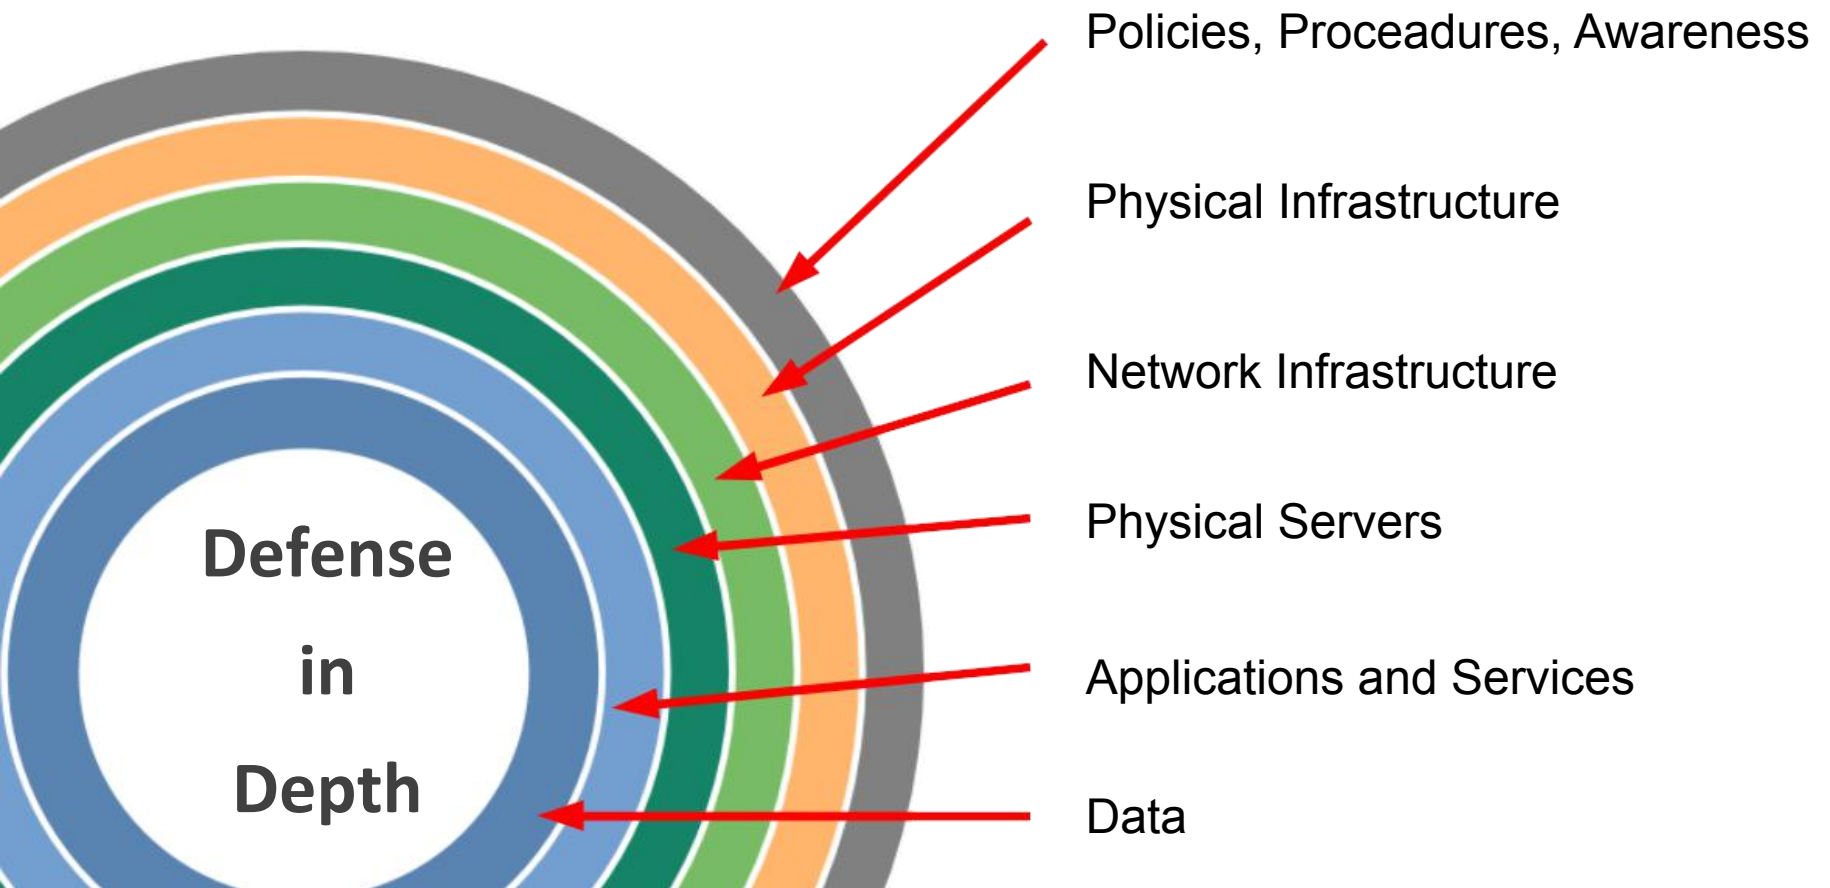 Policies, Proceadures, Awareness
Physical Infrastructure
Network Infrastructure
Physical Servers
Applications and Services
Data
Defense
in
Depth